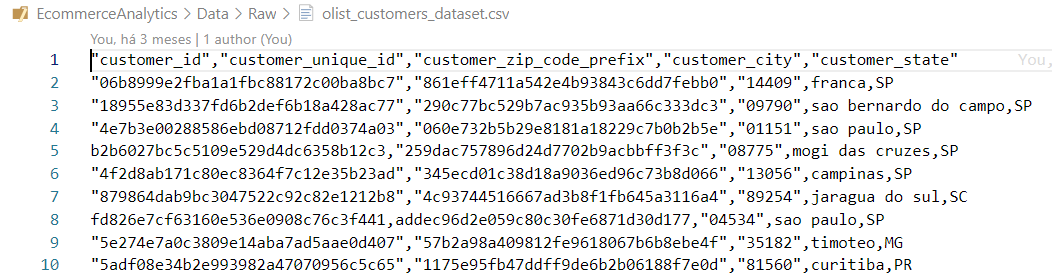 EcommerceAnalytics > Data > Raw > olist_customers_dataset.csv
You, há 3 meses | 1 author (You)
1 "customer_id","customer_unique_id","customer_zip_code_prefix","customer_city","customer_state" You,
2 "06b8999e2fba1a1fbc88172c00ba8bc7","861eff4711a542e4b93843c6dd7febb0","14409",franca,SP
3 "18955e83d337fd6b2def6b18a428ac77","290c77bc529b7ac935b93aa66c333dc3","09790",sao bernardo do campo,SP
4 "4e7b3e00288586ebd08712fdd0374a03","060e732b5b29e8181a18229c7b0b2b5e","01151",sao paulo,SP
5 b2b6027bc5c5109e529d4dc6358b12c3,"259dac757896d24d7702b9acbbff3f3c","08775",mogi das cruzes,SP
6 "4f2d8ab171c80ec8364f7c12e35b23ad","345ecd01c38d18a9036ed96c73b8d066","13056",campinas,SP
7 "879864dab9bc3047522c92c82e1212b8","4c93744516667ad3b8f1fb645a3116a4","89254",jaragua do sul,SC
8 fd826e7cf63160e536e0908c76c3f441,addec96d2e059c80c30fe6871d30d177,"04534",sao paulo,SP
9 "5e274e7a0c3809e14aba7ad5aae0d407","57b2a98a409812fe9618067b6b8ebe4f","35182",timoteo,MG
10 "5adf08e34b2e993982a47070956c5c65","1175e95fb47ddff9de6b2b06188f7e0d","81560",curitiba,PR